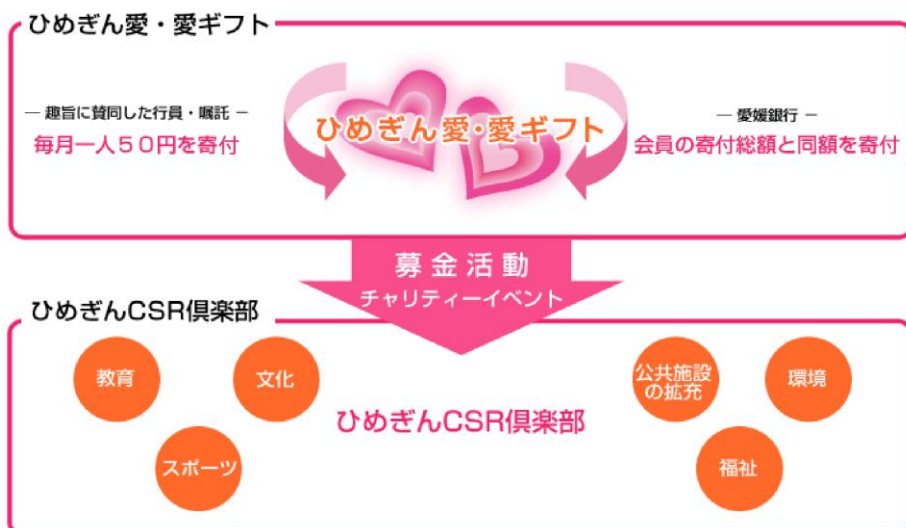 ひめぎん愛・愛ギフト
― 趣旨に賛同した行員・嘱託 ―
毎月一人５０円を寄付
ひめぎん愛・愛ギフト
― 愛媛銀行 ―
会員の寄付総額と同額を寄付
募金活動
チャリティーイベント
ひめぎんCSR倶楽部
教育
文化
スポーツ
ひめぎんCSR倶楽部
公共施設
の拡充
環境
福祉